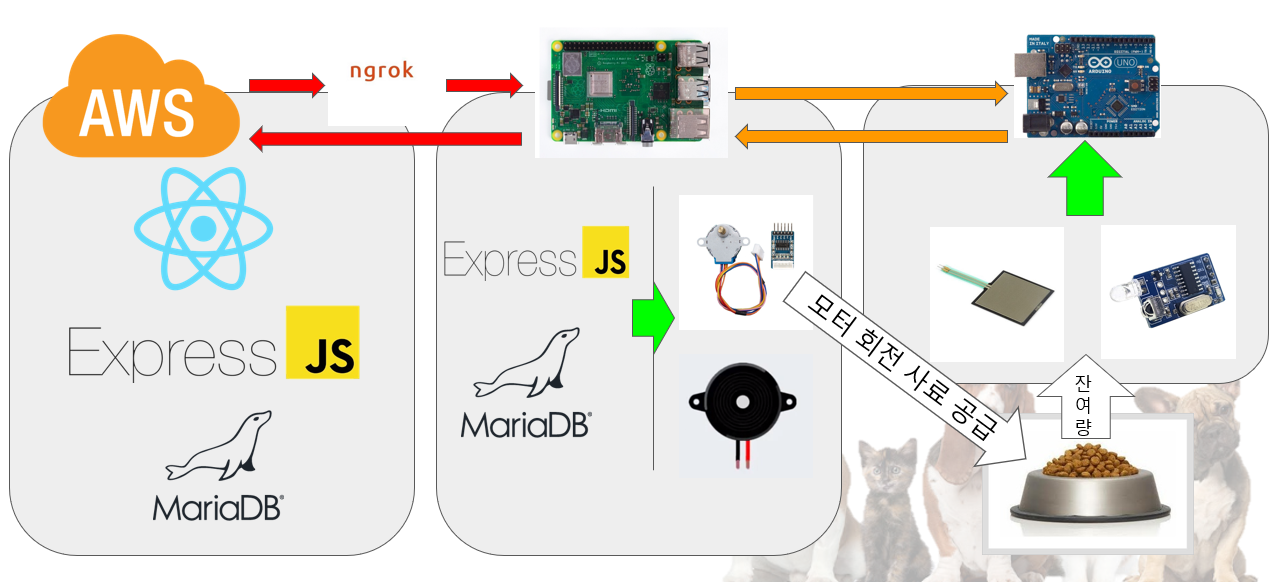 AWS
ngrok
MADE
IN ITALY
UNO
ARDUINO
Express
JS
MariaDB
Express
JS
MariaDB
모터 회전 사료 공급
잔
여
량